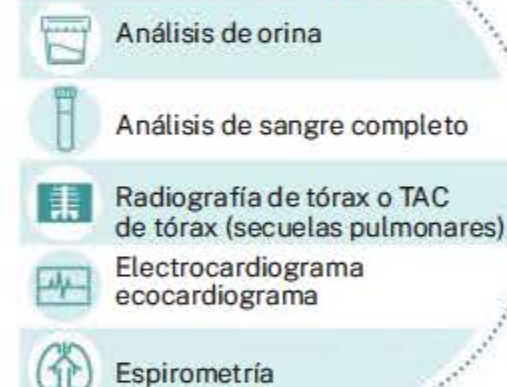 Análisis de orina
Análisis de sangre completo
Radiografía de tórax o TAC
de tórax (secuelas pulmonares)
Electrocardiograma
ecocardiograma
Espirometría